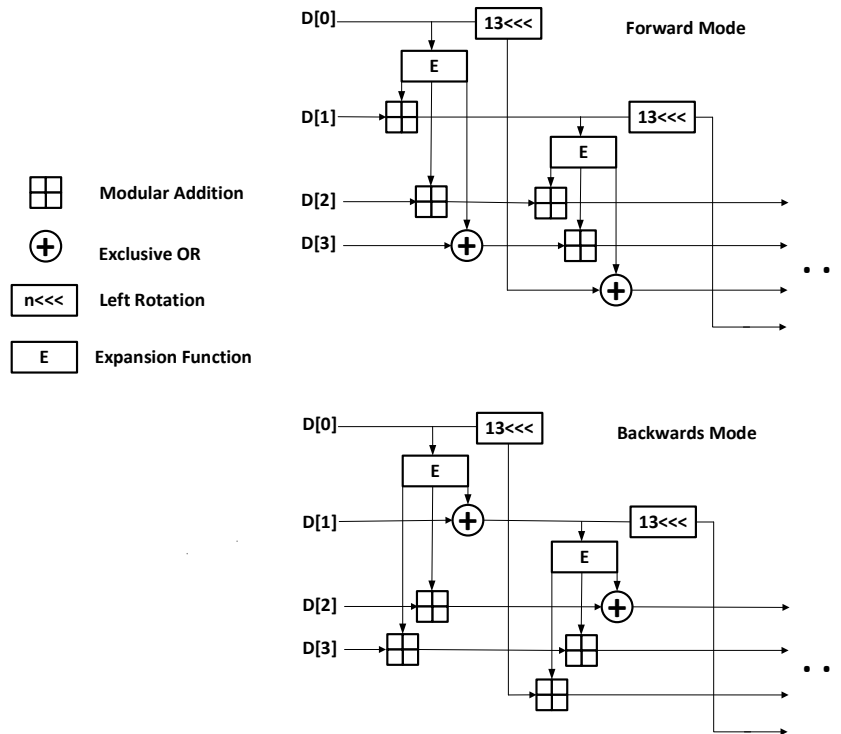 D[0]
13<<<
Forward Mode
E
D[1]
13<<<
E
Modular Addition
D[2]
D[3]
Exclusive OR
n<<<
Left Rotation
E
Expansion Function
D[0]
13<<<
Backwards Mode
E
D[1]
13<<<
E
D[2]
D[3]